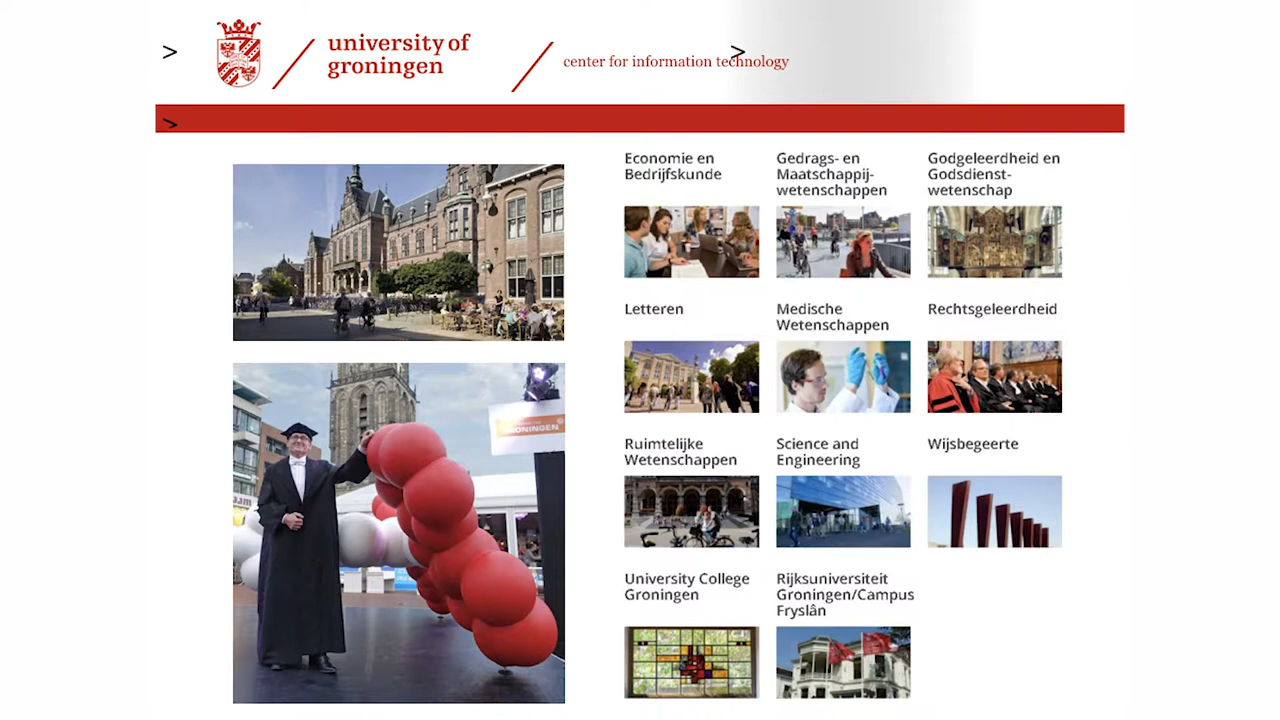 >
university of
groningen
center for information technology
>
>
Economie en
Bedrijfskunde
Gedrags- en
Maatschappij-
wetenschappen
Godgeleerdheid en
Godsdienst-
wetenschap
Letteren
Medische
Wetenschappen
Rechtsgeleerdheid
Ruimtelijke
Wetenschappen
Science and
Engineering
Wijsbegeerte
University College
Groningen
Rijksuniversiteit
Groningen/Campus
Fryslân
GRONINGEN